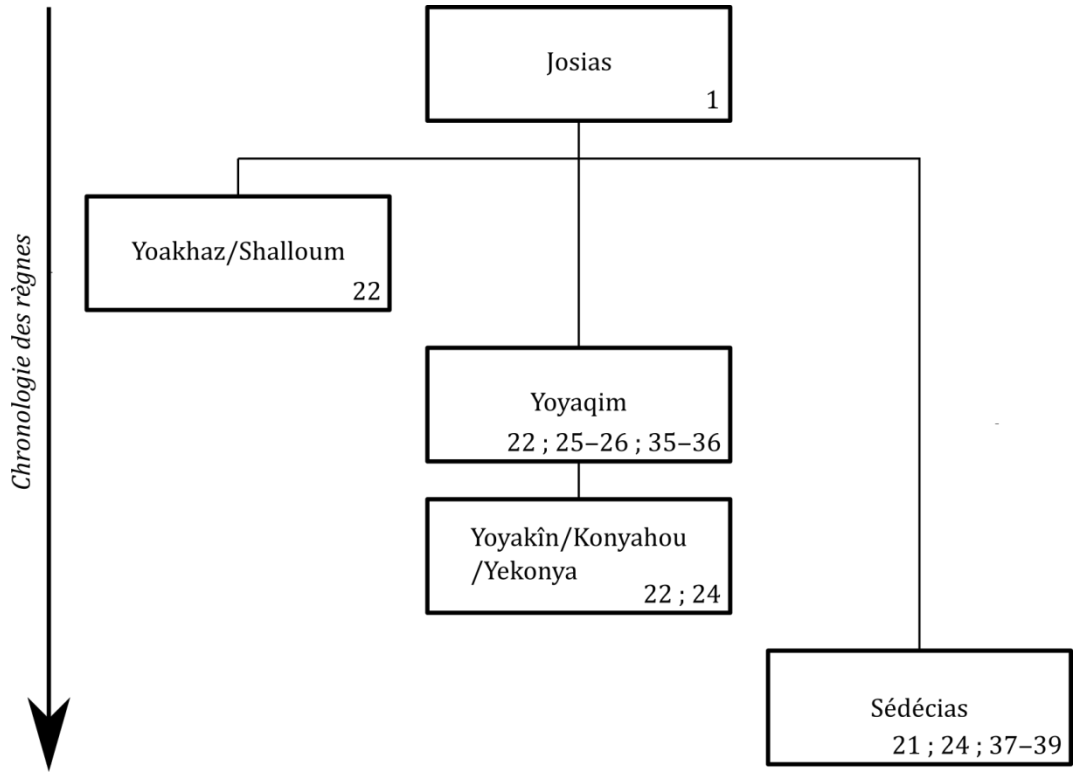 Josias
1
Yoakhaz/Shalloum
22
Chronologie des règnes
Yoyaqim
22 ; 25–26 ; 35–36
Yoyakîn/Konyahou
/Yekonya
22 ; 24
Sédécias
21 ; 24 ; 37–39